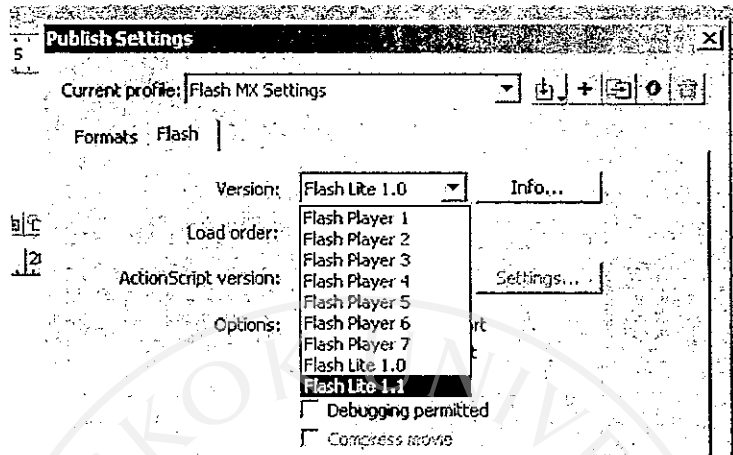 Publish Settings
5
Current profile: Flash MX Settings
Formats Flash
Version: Flash Lite 1.0 Info...
Flash Player 1
Load order: Flash Player 2
Flash Player 3
ActionScript version: Flash Player 4 Settings...
Flash Player 5
Options: Flash Player 6 rt
Flash Player 7 t
Flash Lite 1.0
Flash Lite 1.1
Debugging permitted
Compress movie